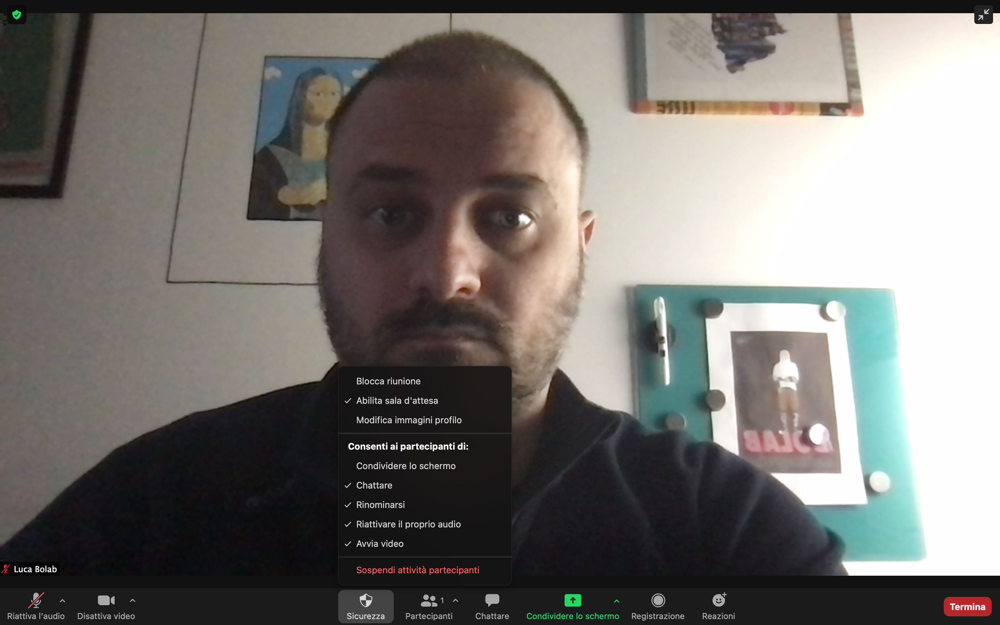 Blocca riunione
Abilita sala d'attesa
Modifica immagini profilo
Consenti ai partecipanti di:
Condividere lo schermo
Chattare
Rinominarsi
Riattivare il proprio audio
Avvia video
Sospendi attività partecipanti
Luca Bolab
Riattiva l'audio
Disattiva video
Sicurezza
Partecipanti 1
Chattare
Condividere lo schermo
Registrazione
Reazioni
Termina